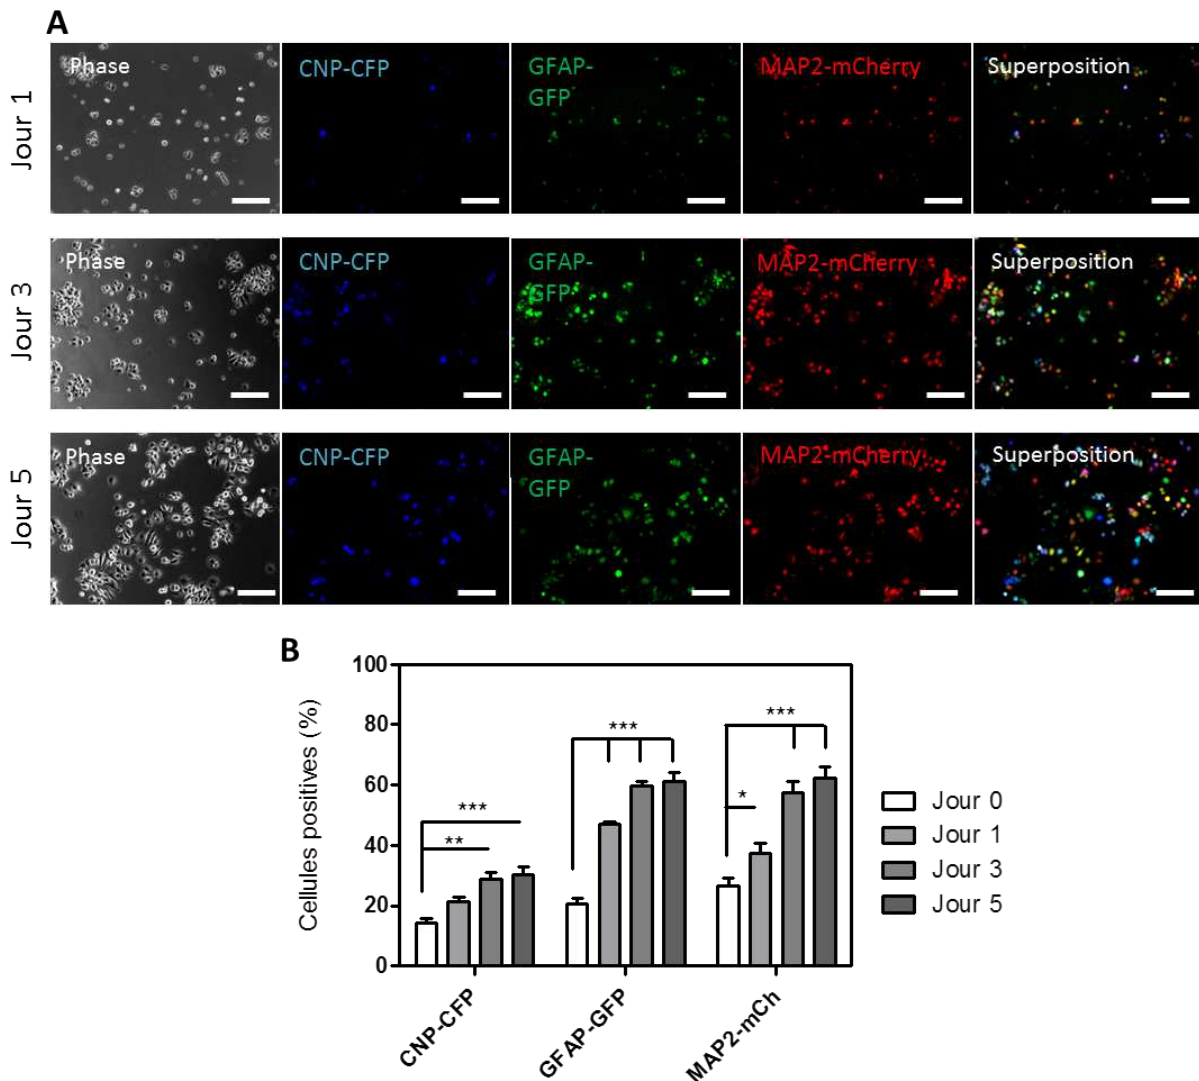 A
Jour 1
Phase
CNP-CFP
GFAP-
GFP
MAP2-mCherry
Superposition
Jour 3
Phase
CNP-CFP
GFAP-
GFP
MAP2-mCherry
Superposition
Jour 5
Phase
CNP-CFP
GFAP-
GFP
MAP2-mCherry
Superposition
B
Cellules positives (%)
100
80
60
40
20
0
***
**
***
***
*
CNP-CFP
GFAP-GFP
MAP2-mCh
Jour 0
Jour 1
Jour 3
Jour 5